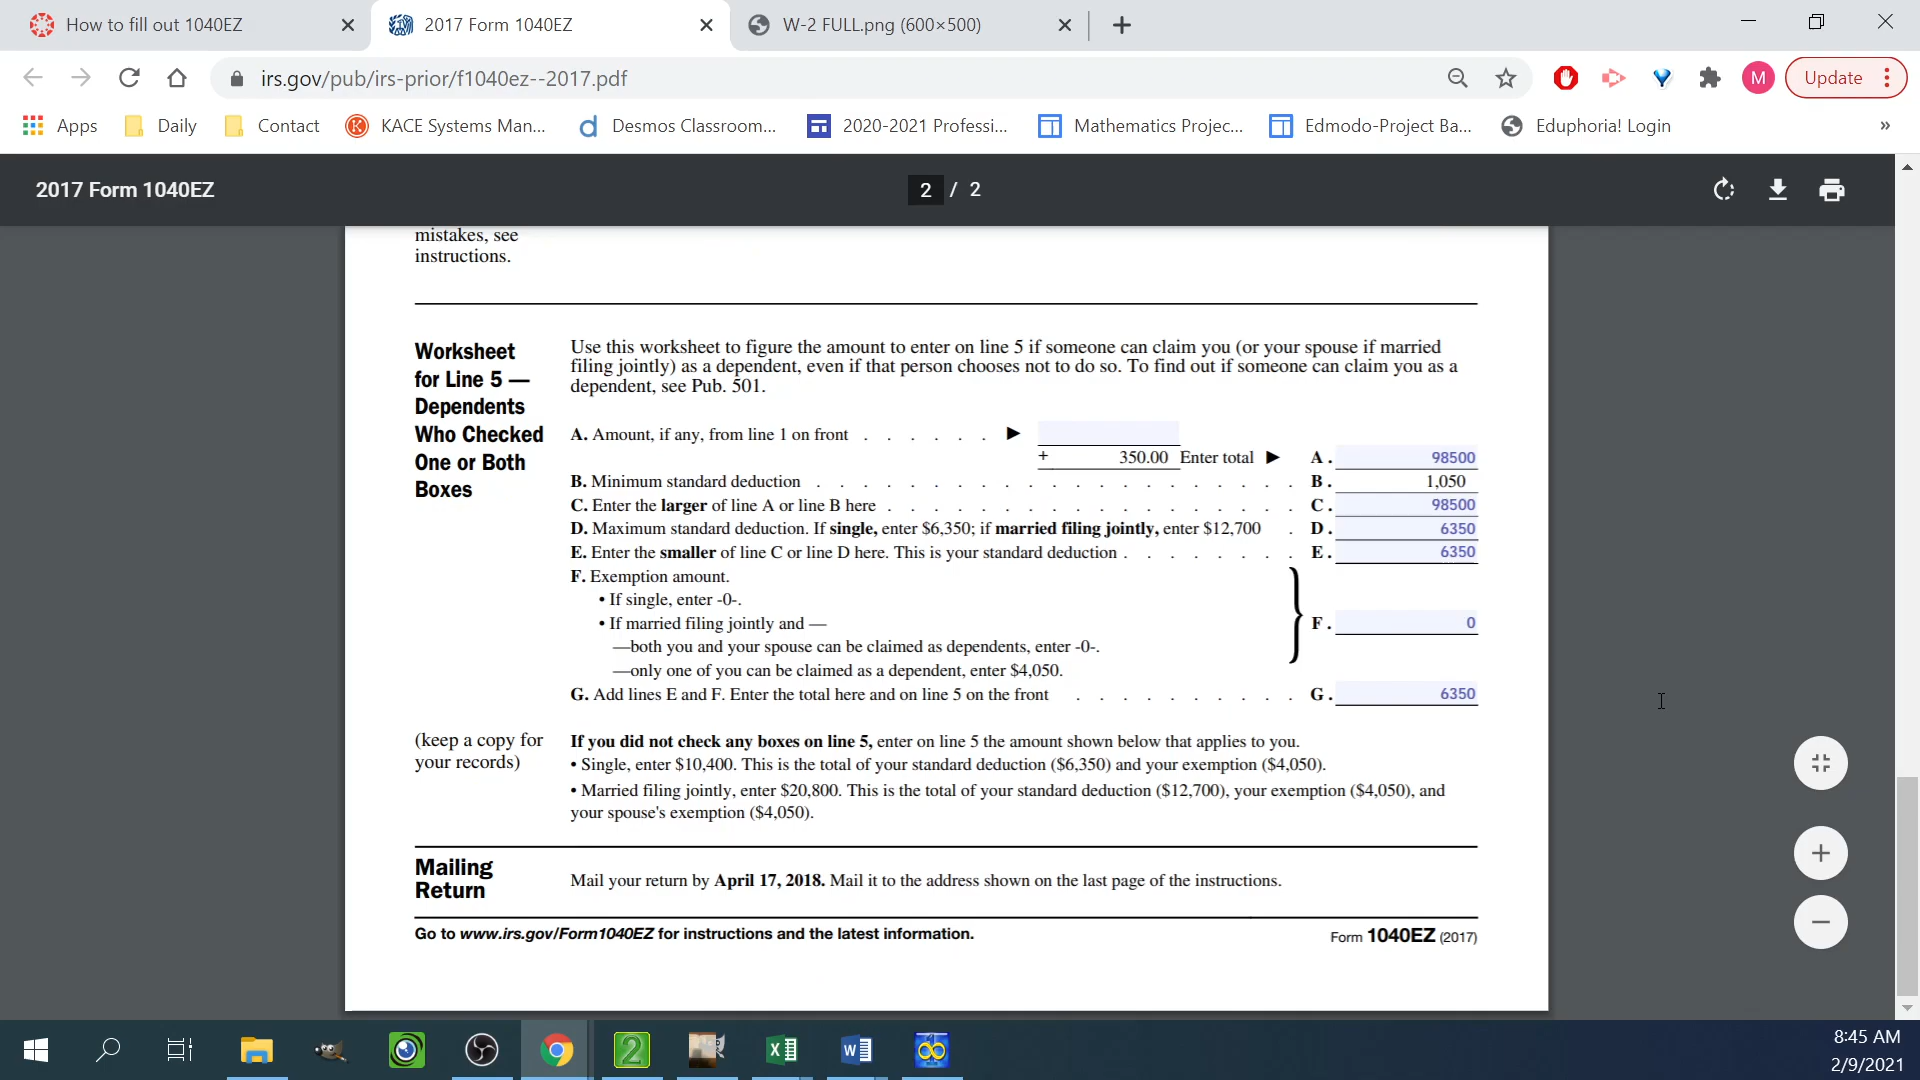 How to fill out 1040EZ
2017 Form 1040EZ
W-2 FULL.png (600×500)
irs.gov/pub/irs-prior/f1040ez--2017.pdf
M
Update
Apps
Daily
Contact
KACE Systems Man...
Desmos Classroom...
2020-2021 Professi...
Mathematics Projec...
Edmodo-Project Ba...
Eduphoria! Login
»
2017 Form 1040EZ
2 / 2
mistakes, see
instructions.
Worksheet
for Line 5 —
Dependents
Who Checked
One or Both
Boxes
Use this worksheet to figure the amount to enter on line 5 if someone can claim you (or your spouse if married
filing jointly) as a dependent, even if that person chooses not to do so. To find out if someone can claim you as a
dependent, see Pub. 501.
A. Amount, if any, from line 1 on front . . . . . . ▶
+ 350.00 Enter total ▶ A . 98500
B. Minimum standard deduction . . . . . . . . . . . . . . . . . . . . B . 1,050
C. Enter the larger of line A or line B here . . . . . . . . . . . . . . . . . . C . 98500
D. Maximum standard deduction. If single, enter $6,350; if married filing jointly, enter $12,700 . D . 6350
E. Enter the smaller of line C or line D here. This is your standard deduction . . . . . . . . E . 6350
F. Exemption amount.
• If single, enter -0-.
• If married filing jointly and —
F . 0
—both you and your spouse can be claimed as dependents, enter -0-.
—only one of you can be claimed as a dependent, enter $4,050.
G. Add lines E and F. Enter the total here and on line 5 on the front . . . . . . . . . . G . 6350
(keep a copy for
your records)
If you did not check any boxes on line 5, enter on line 5 the amount shown below that applies to you.
• Single, enter $10,400. This is the total of your standard deduction ($6,350) and your exemption ($4,050).
• Married filing jointly, enter $20,800. This is the total of your standard deduction ($12,700), your exemption ($4,050), and
your spouse's exemption ($4,050).
Mailing
Return
Mail your return by April 17, 2018. Mail it to the address shown on the last page of the instructions.
Go to www.irs.gov/Form1040EZ for instructions and the latest information.
Form 1040EZ (2017)
8:45 AM
2/9/2021